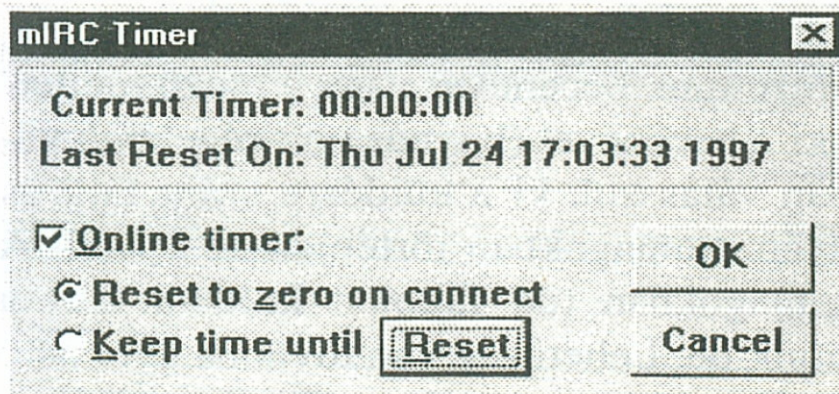 mIRC Timer
Current Timer: 00:00:00
Last Reset On: Thu Jul 24 17:03:33 1997
Online timer:
OK
Reset to zero on connect
Keep time until Reset
Cancel